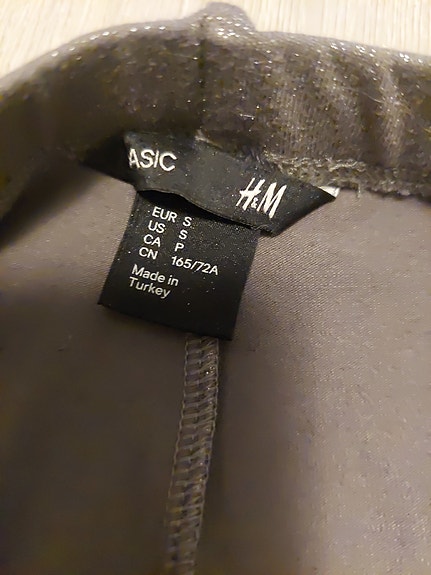 ASIC
H&M
EUR S
US S
CA P
CN 165/72A
Made in
Turkey